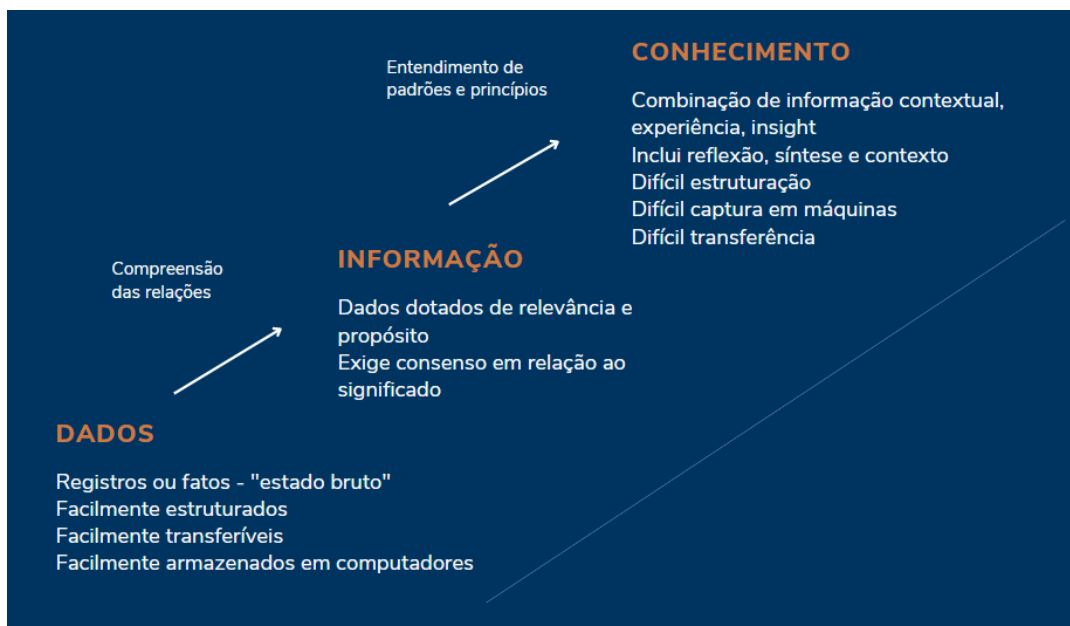 CONHECIMENTO
Entendimento de
padrões e princípios
Combinação de informação contextual,
experiência, insight
Inclui reflexão, síntese e contexto
Difícil estruturação
Difícil captura em máquinas
Difícil transferência
INFORMAÇÃO
Compreensão
das relações
Dados dotados de relevância e
propósito
Exige consenso em relação ao
significado
DADOS
Registros ou fatos - "estado bruto"
Facilmente estruturados
Facilmente transferíveis
Facilmente armazenados em computadores